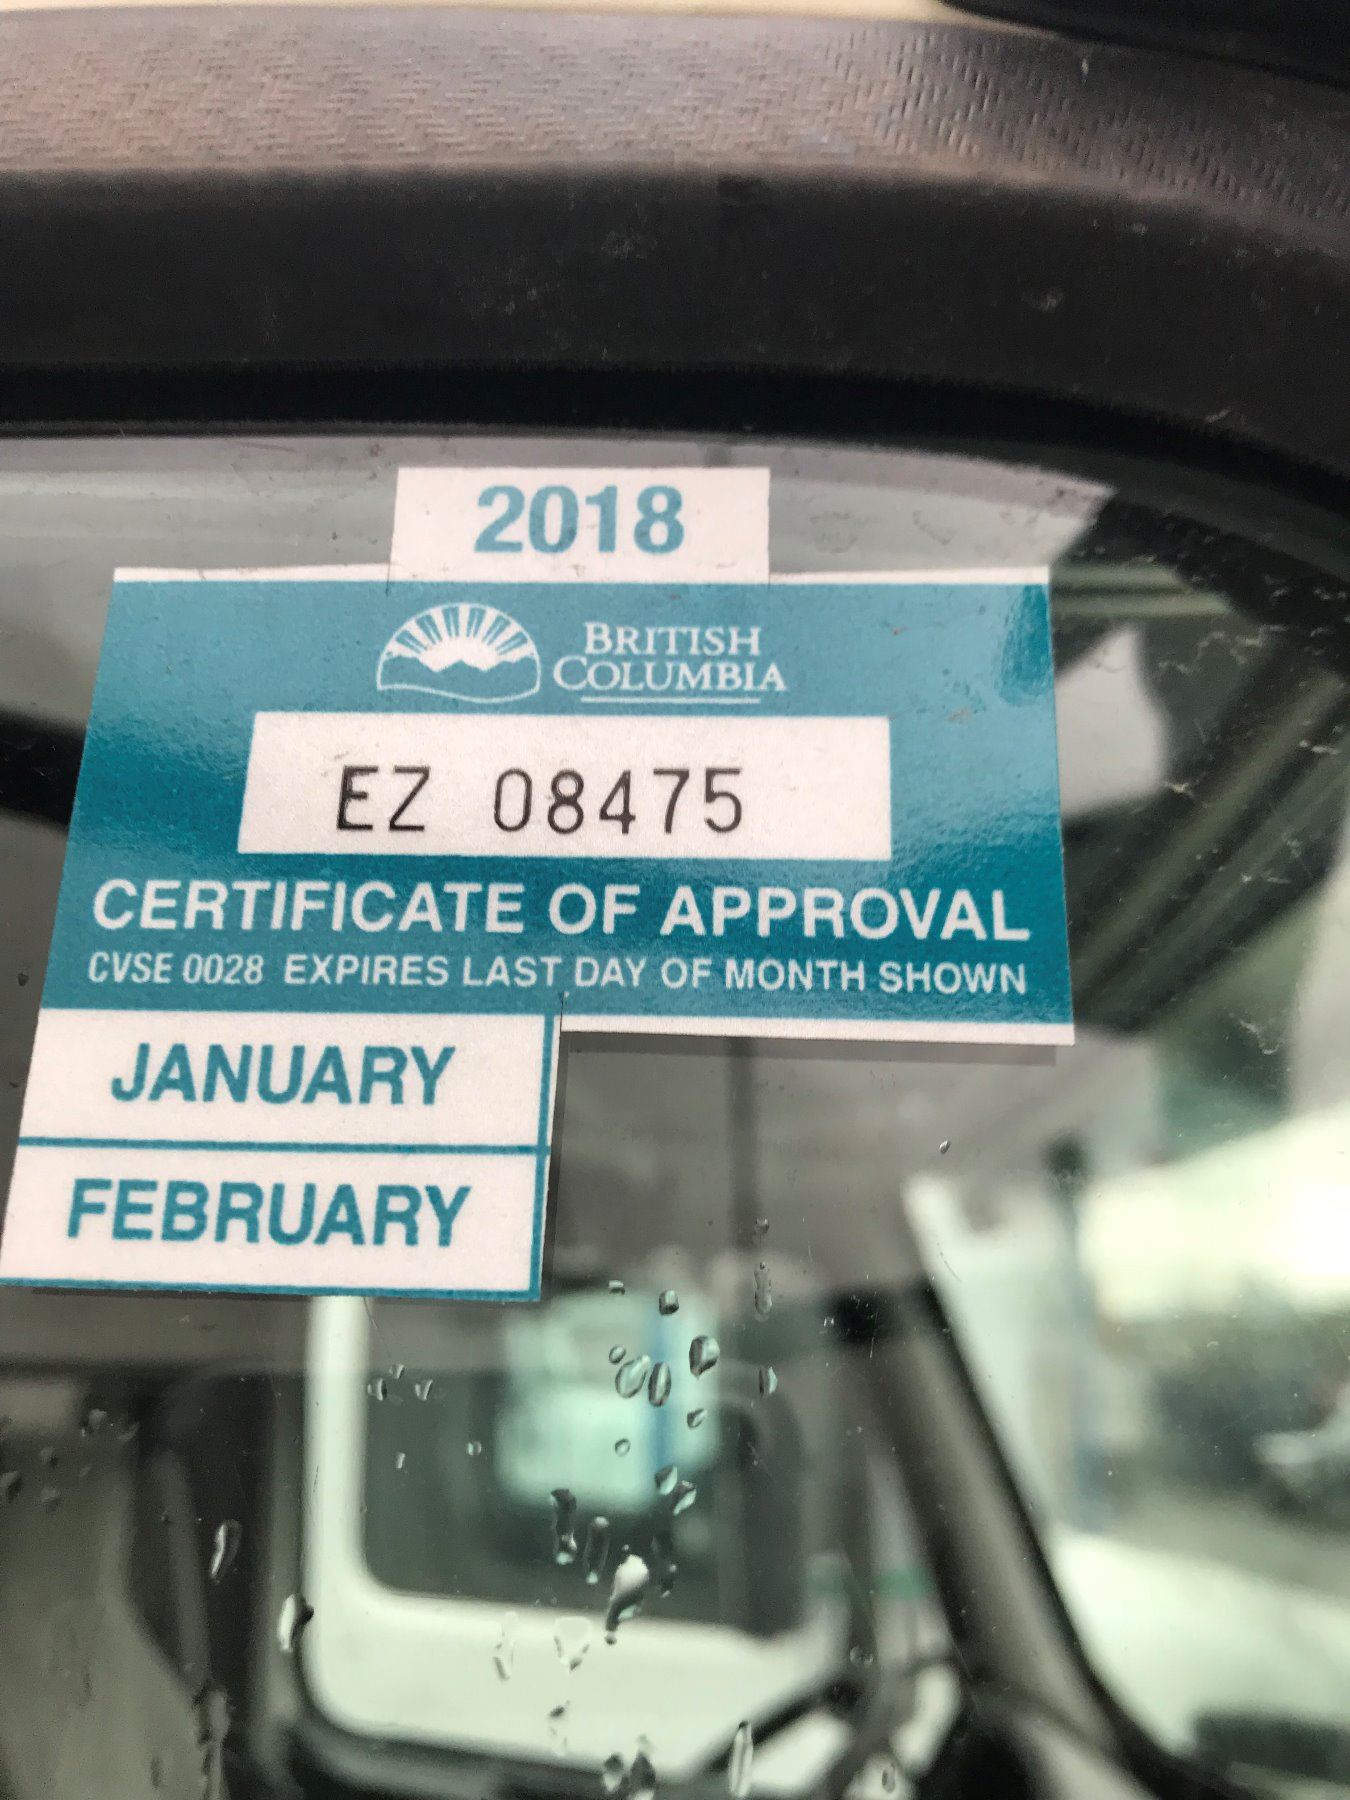 2018
BRITISH
COLUMBIA
EZ 08475
CERTIFICATE OF APPROVAL
CVSE 0028 EXPIRES LAST DAY OF MONTH SHOWN
JANUARY
FEBRUARY